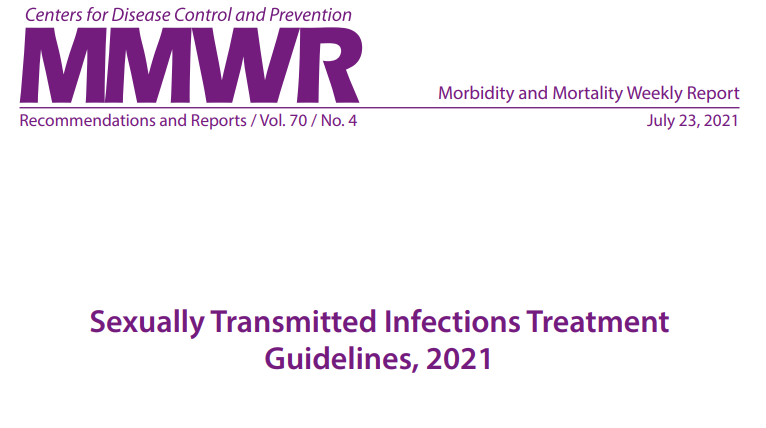 Centers for Disease Control and Prevention
MMWR
Morbidity and Mortality Weekly Report
Recommendations and Reports / Vol. 70 / No. 4
July 23, 2021
Sexually Transmitted Infections Treatment
Guidelines, 2021